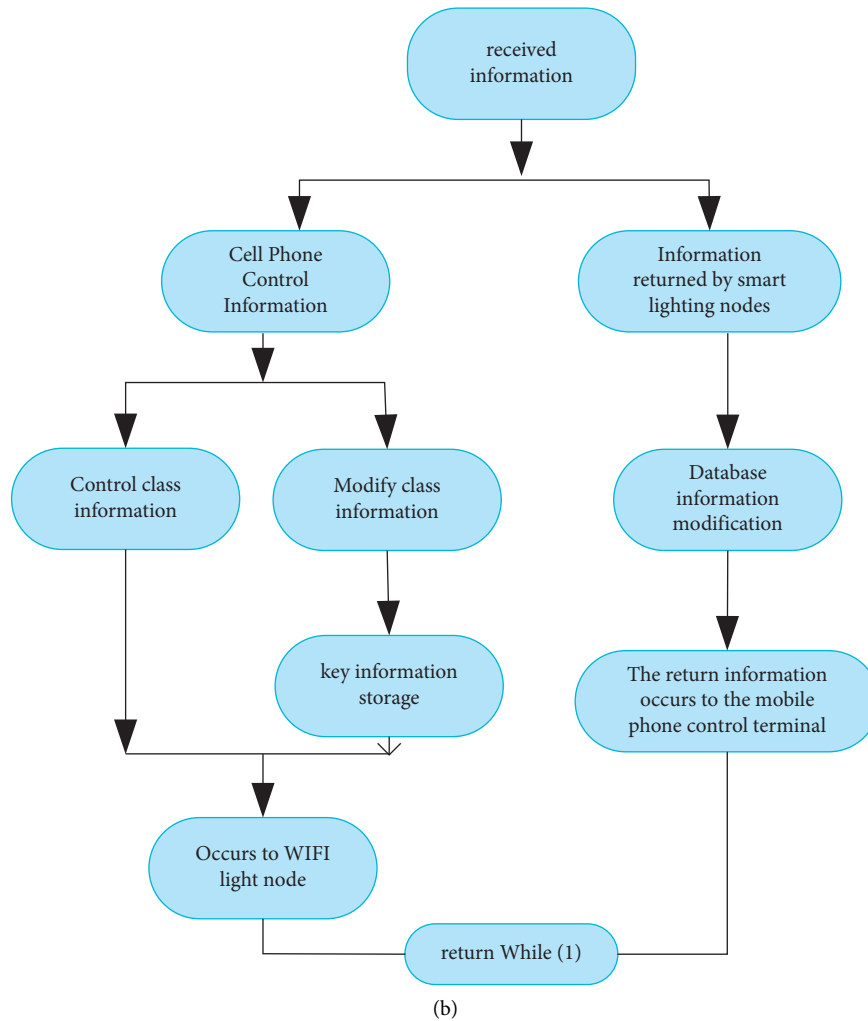 received
information
Cell Phone
Control
Information
Information
returned by smart
lighting nodes
Control class
information
Modify class
information
Database
information
modification
key information
storage
The return information
occurs to the mobile
phone control terminal
Occurs to WIFI
light node
return While (1)
(b)